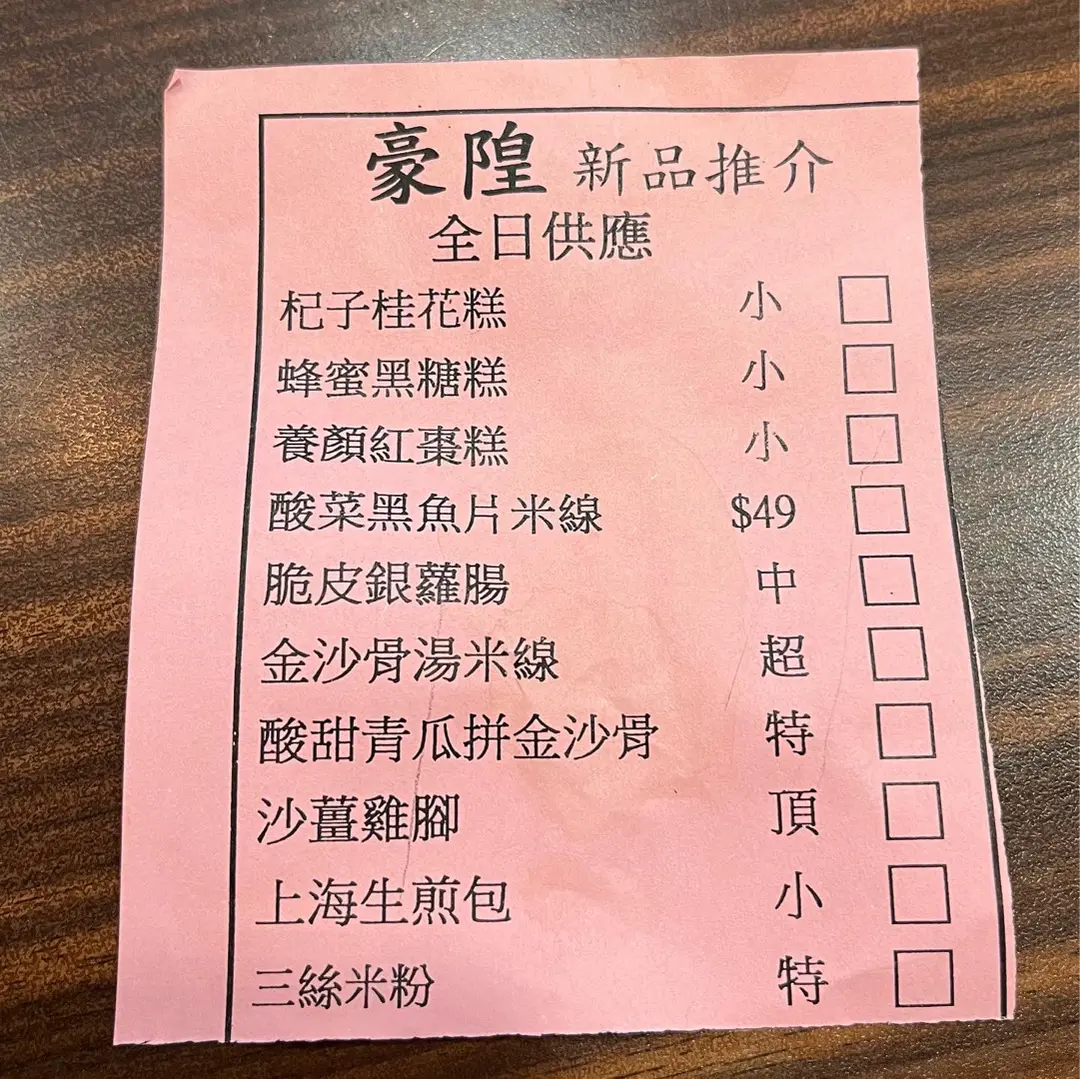 豪隍 新品推介
全日供應
杞子桂花糕 小
蜂蜜黑糖糕 小
養顏紅棗糕 小
酸菜黑魚片米線 $49
脆皮銀蘿腸 中
金沙骨湯米線 超
酸甜青瓜拼金沙骨 特
沙薑雞腳 頂
上海生煎包 小
三絲米粉 特